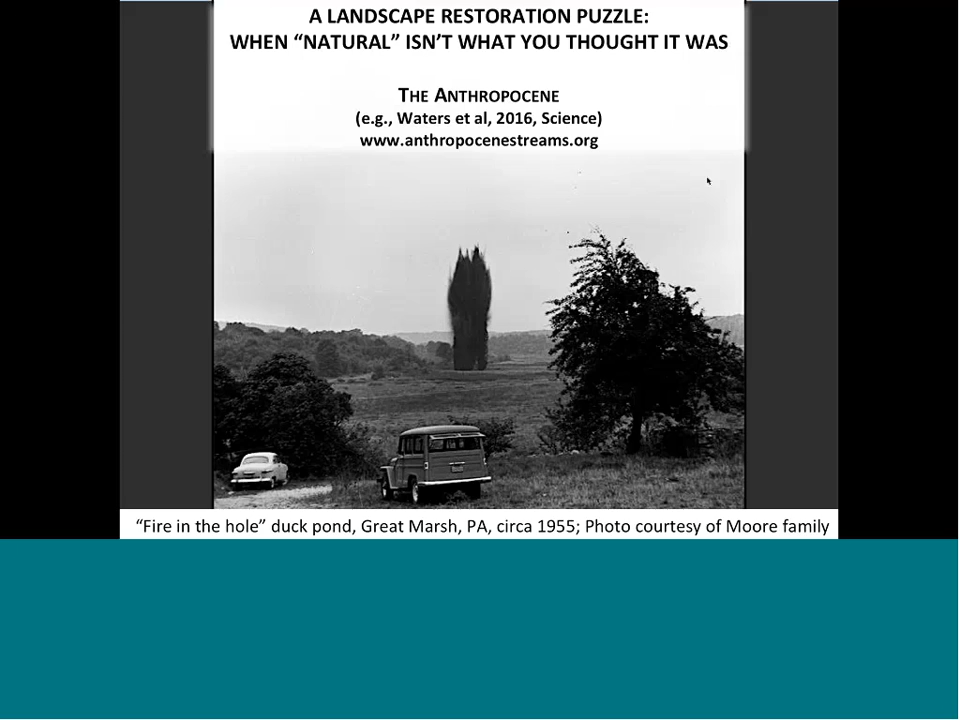 A LANDSCAPE RESTORATION PUZZLE:
WHEN “NATURAL” ISN’T WHAT YOU THOUGHT IT WAS
THE ANTHROPOCENE
(e.g., Waters et al, 2016, Science)
www.anthropocenestreams.org
“Fire in the hole” duck pond, Great Marsh, PA, circa 1955; Photo courtesy of Moore family